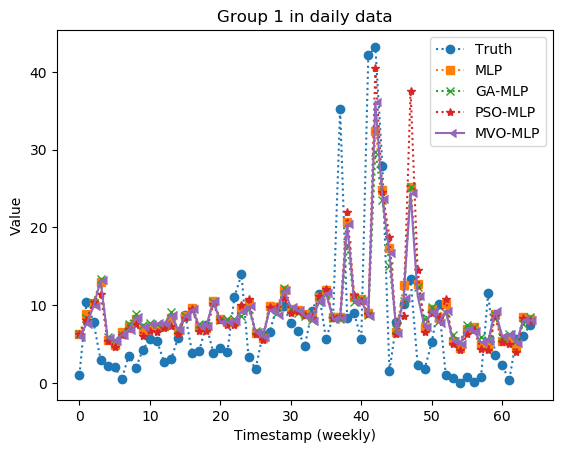 Group 1 in daily data
Truth
MLP
GA-MLP
PSO-MLP
MVO-MLP
Value
40
30
20
10
0
0 10 20 30 40 50 60
Timestamp (weekly)